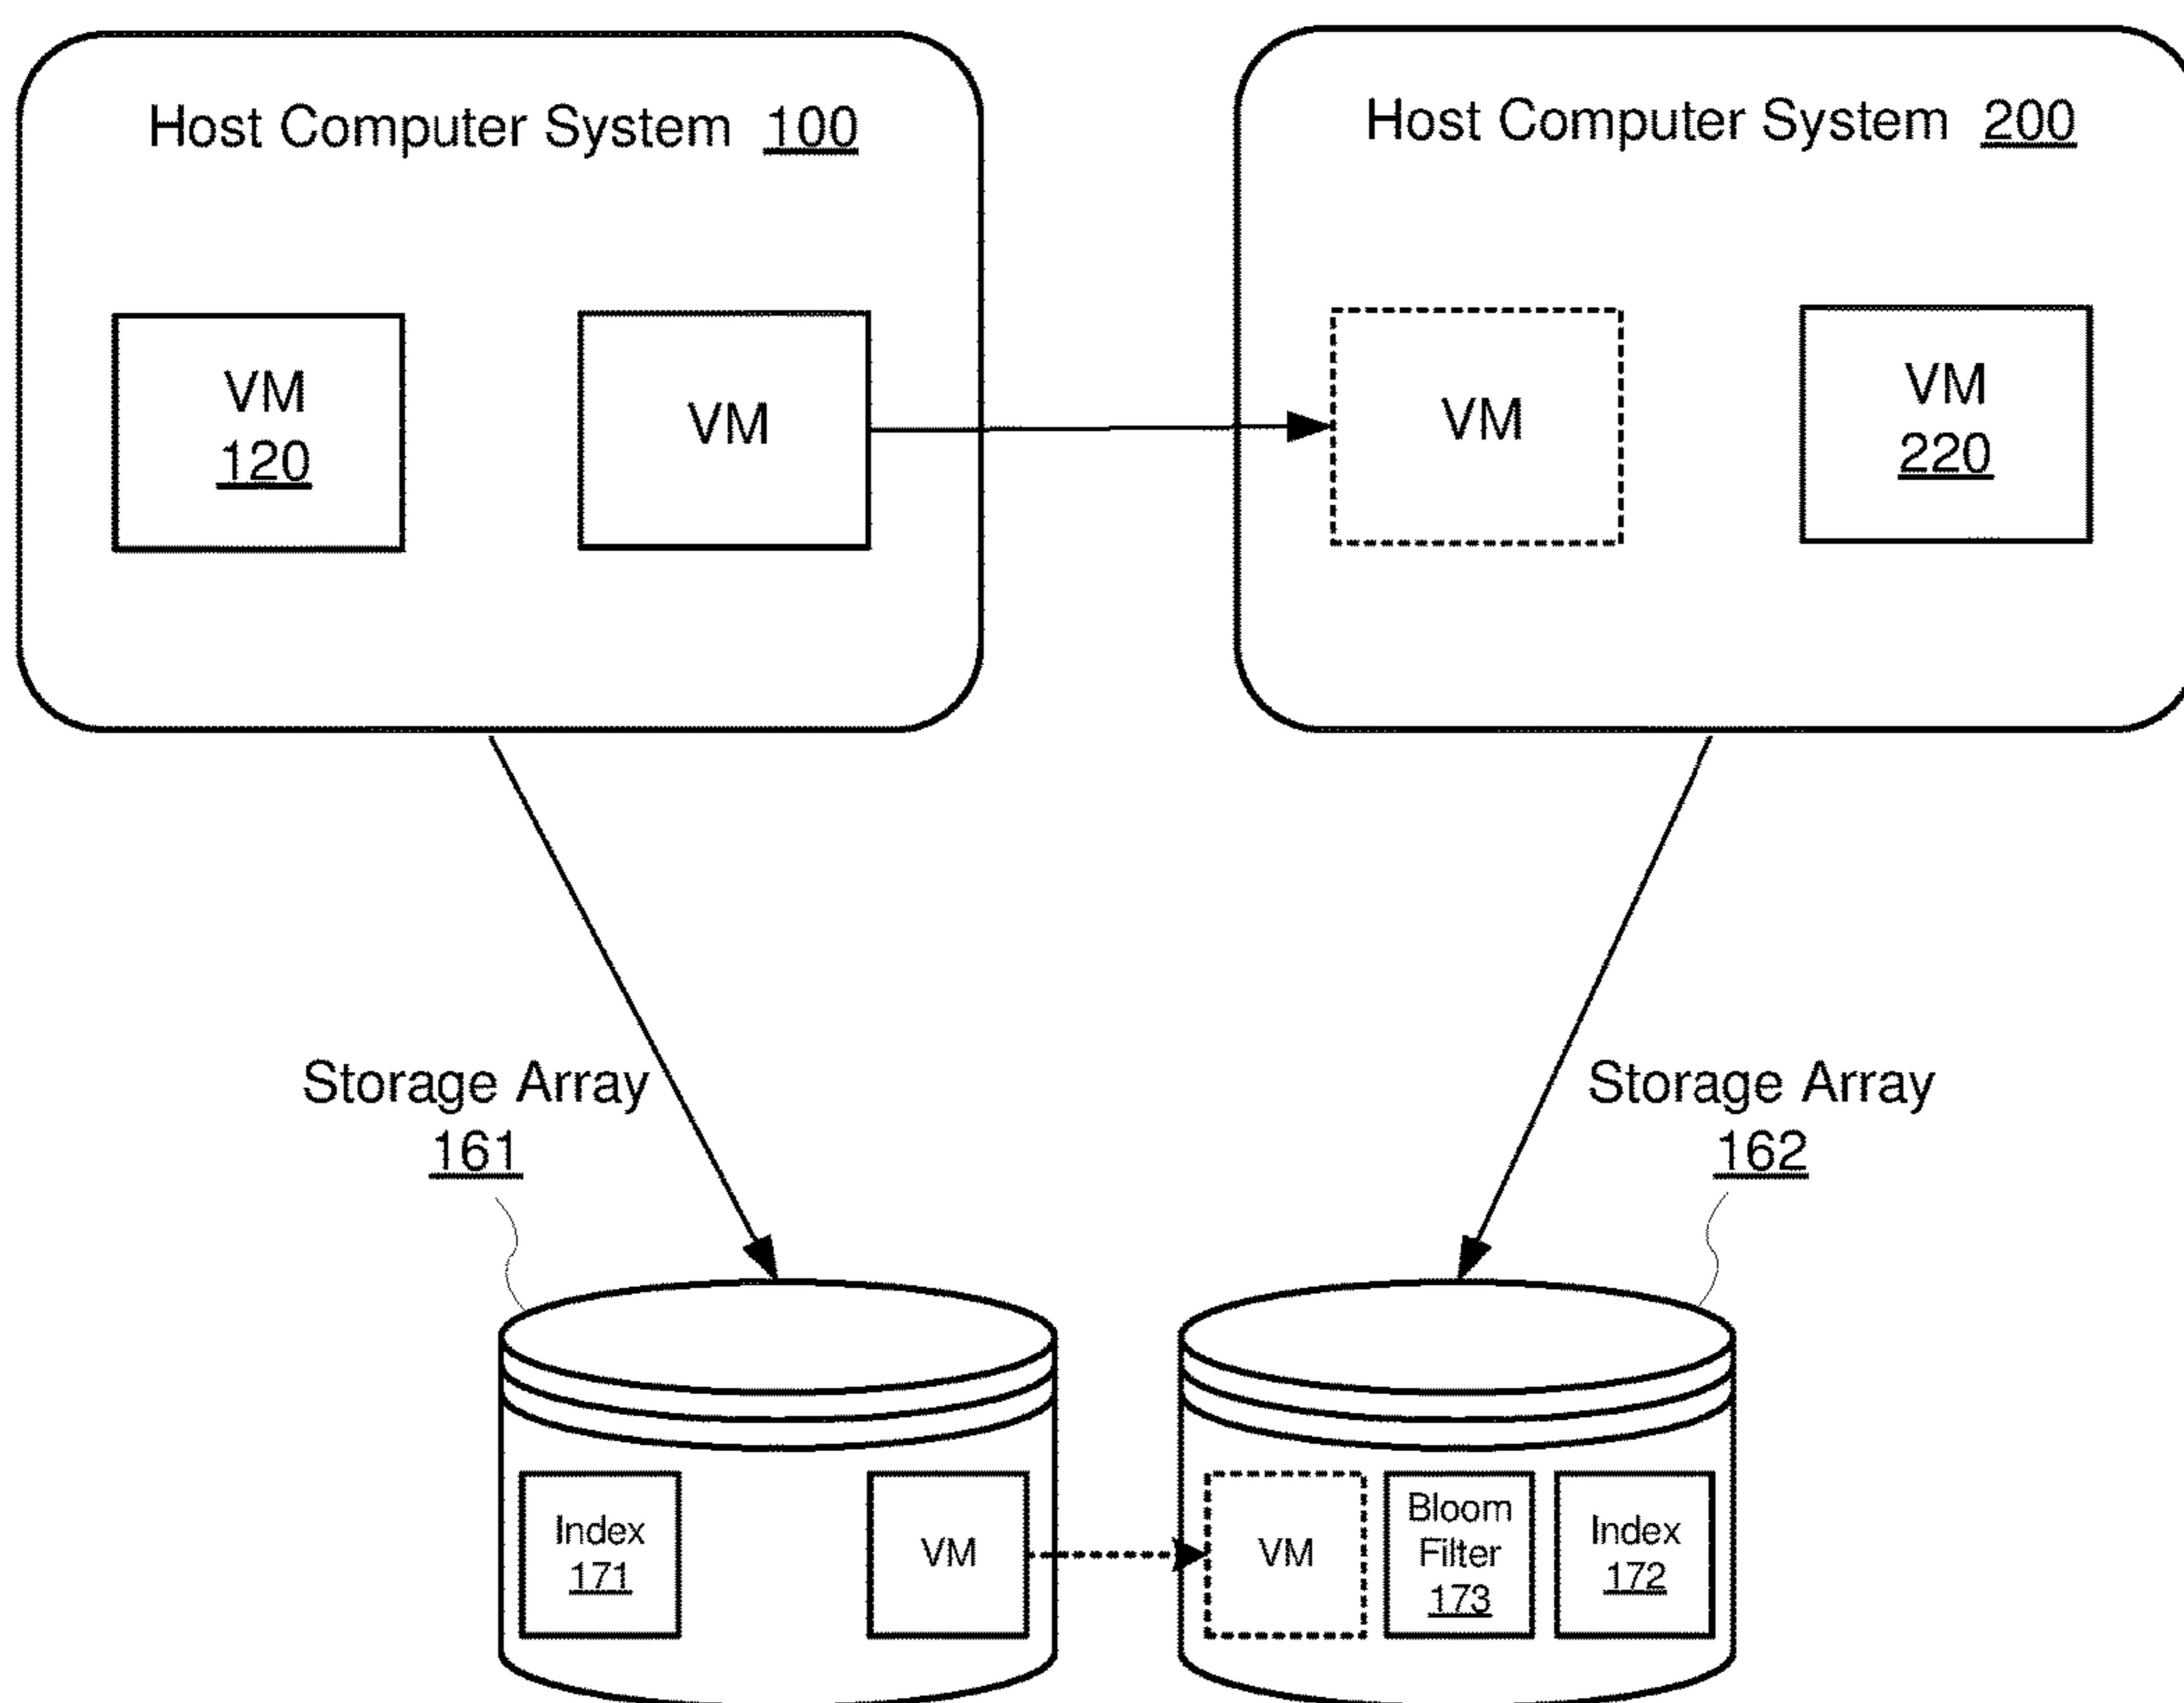 Host Computer System 100
Host Computer System 200
VM
120
VM
VM
VM
220
Storage Array
161
Storage Array
162
Index
171
VM
VM
Bloom
Filter
173
Index
172